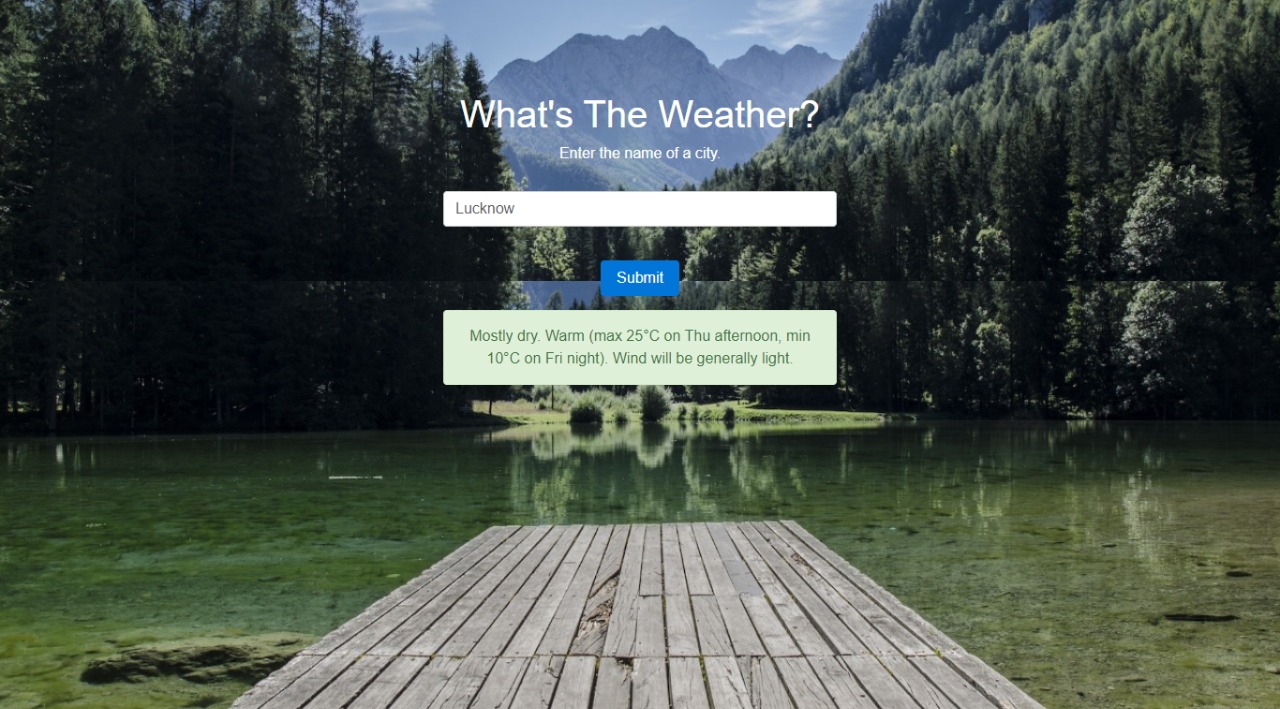 What's The Weather?
Enter the name of a city.
Lucknow
Submit
Mostly dry. Warm (max 25°C on Thu afternoon, min
10°C on Fri night). Wind will be generally light.